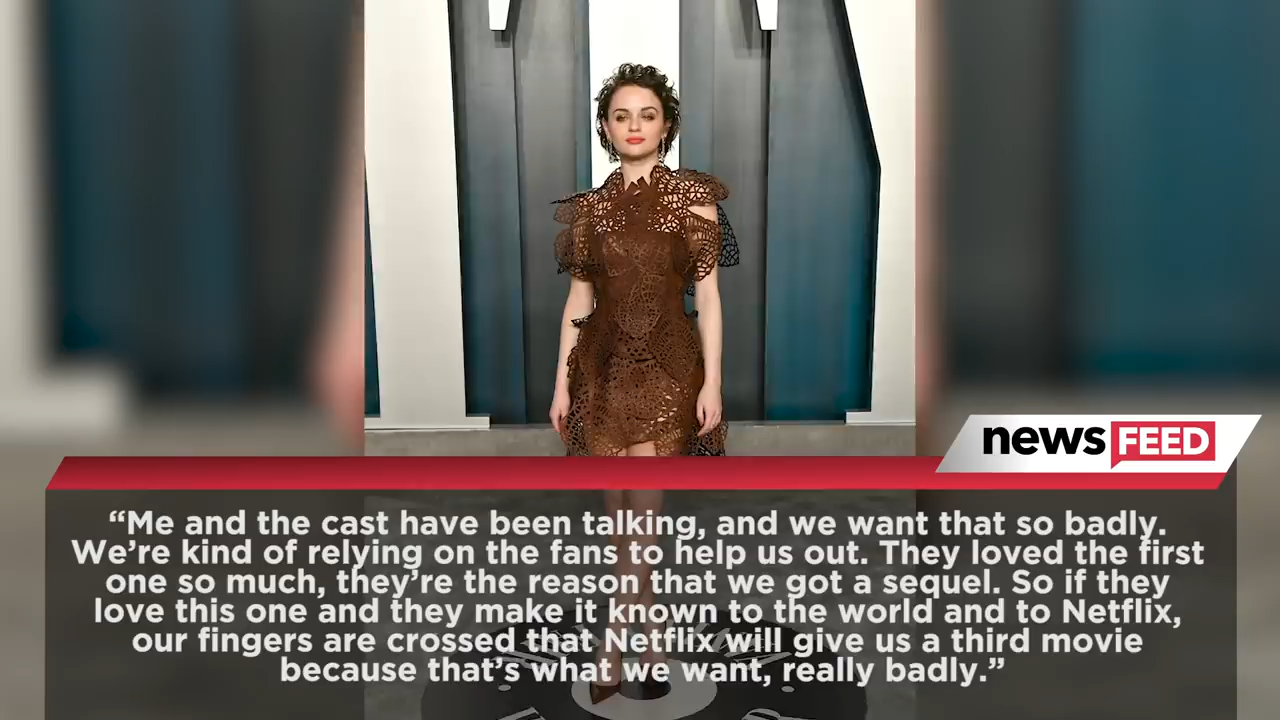 newsFEED
“Me and the cast have been talking, and we want that so badly.
We’re kind of relying on the fans to help us out. They loved the first
one so much, they’re the reason that we got a sequel. So if they
love this one and they make it known to the world and to Netflix,
our fingers are crossed that Netflix will give us a third movie
because that’s what we want, really badly.”